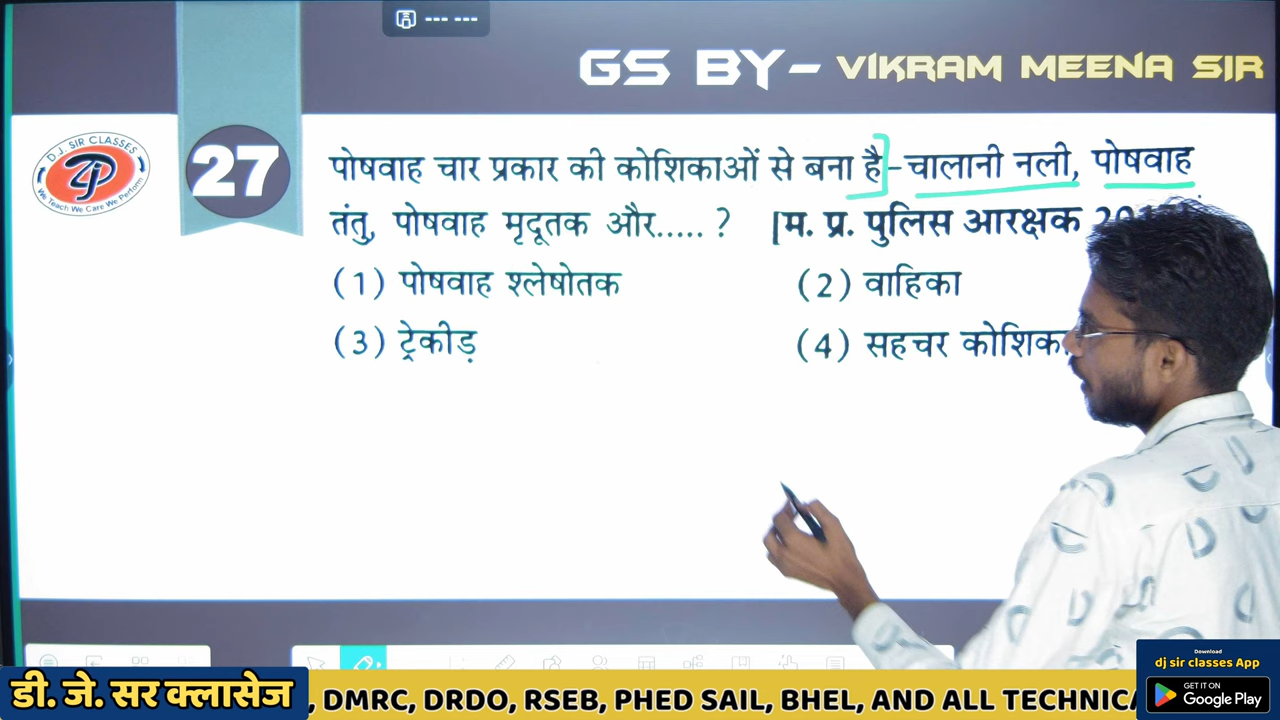 --- ---
GS BY- VIKRAM MEENA SIR
D.J. SIR CLASSES
We Teach We Care We Perform
27
पोषवाह चार प्रकार की कोशिकाओं से बना है-चालानी नली, पोषवाह
तंतु, पोषवाह मृदूतक और..... ? [म. प्र. पुलिस आरक्षक
(1) पोषवाह श्लेषोतक (2) वाहिका
(3) ट्रेकीड़ (4) सहचर
डी. जे. सर क्लासेज
, DMRC, DRDO, RSEB, PHED SAIL, BHEL, AND ALL
Download
dj sir classes App
GET IT ON
Google Play